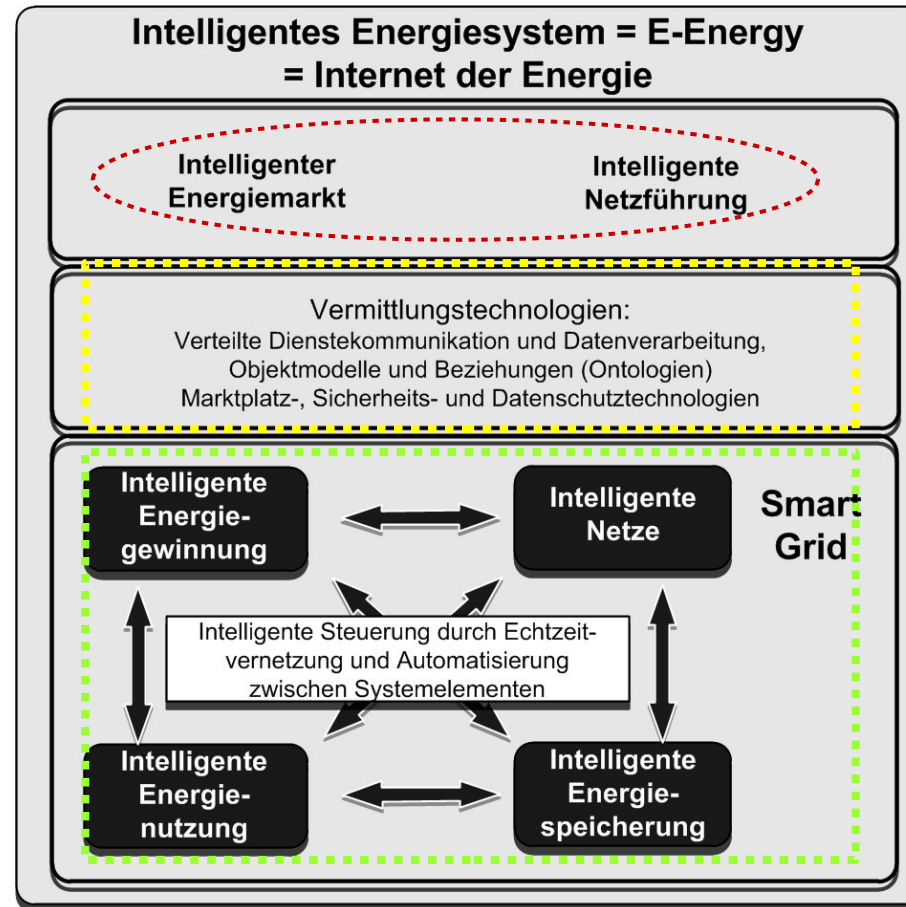 Intelligentes Energiesystem = E-Energy
= Internet der Energie
Intelligenter
Energiemarkt
Intelligente
Netzführung
Vermittlungstechnologien:
Verteilte Dienstekommunikation und Datenverarbeitung,
Objektmodelle und Beziehungen (Ontologien)
Marktplatz-, Sicherheits- und Datenschutztechnologien
Intelligente
Energie-
gewinnung
Intelligente
Netze
Smart
Grid
Intelligente Steuerung durch Echtzeit-
vernetzung und Automatisierung
zwischen Systemelementen
Intelligente
Energie-
nutzung
Intelligente
Energie-
speicherung